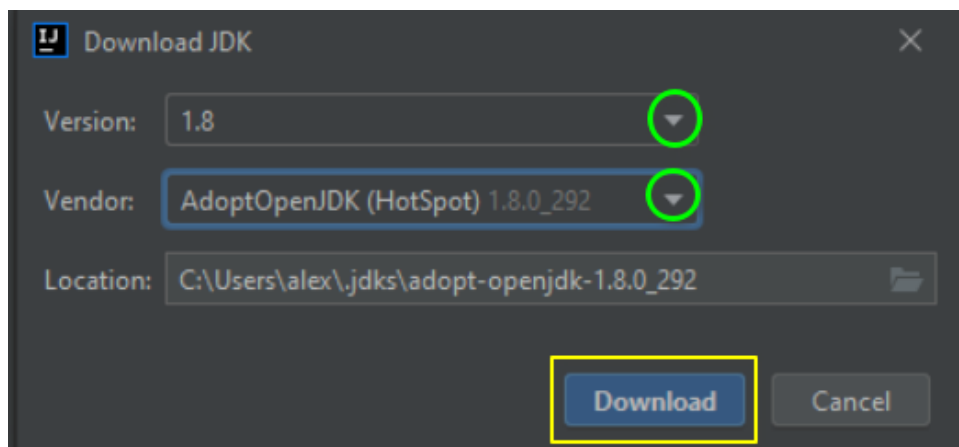 IJ
Download JDK
Version: 1.8
Vendor: AdoptOpenJDK (HotSpot) 1.8.0_292
Location: C:\Users\alex\.jdks\adopt-openjdk-1.8.0_292
Download Cancel